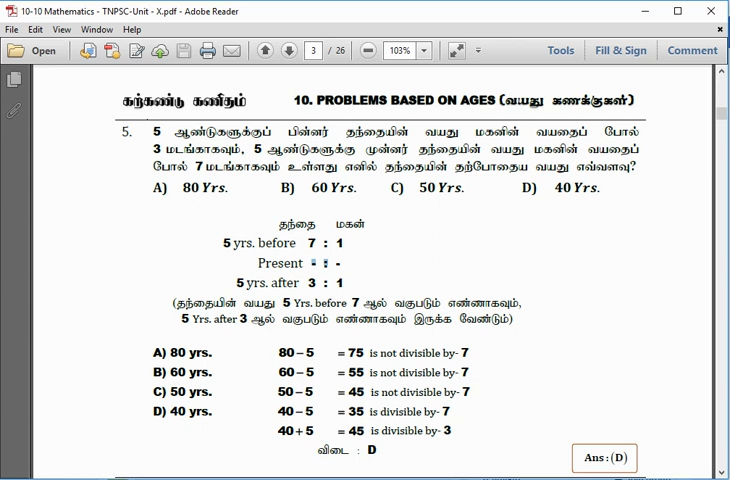 10-10 Mathematics - TNPSC-Unit - X.pdf - Adobe Reader
File Edit View Window Help
Open 3 / 26 103% Tools Fill & Sign Comment
கற்கண்டு கணிதம் 10. PROBLEMS BASED ON AGES (வயது கணக்குகள்)
5. 5 ஆண்டுகளுக்குப் பின்னர் தந்தையின் வயது மகனின் வயதைப் போல்
3 மடங்காகவும், 5 ஆண்டுகளுக்கு முன்னர் தந்தையின் வயது மகனின் வயதைப்
போல் 7 மடங்காகவும் உள்ளது எனில் தந்தையின் தற்போதைய வயது எவ்வளவு?
A) 80 Yrs. B) 60 Yrs. C) 50 Yrs. D) 40 Yrs.
தந்தை மகன்
5 yrs. before 7 : 1
Present - : -
5 yrs. after 3 : 1
(தந்தையின் வயது 5 Yrs. before 7 ஆல் வகுபடும் எண்ணாகவும்,
5 Yrs. after 3 ஆல் வகுபடும் எண்ணாகவும் இருக்க வேண்டும்)
A) 80 yrs. 80 – 5 = 75 is not divisible by- 7
B) 60 yrs. 60 – 5 = 55 is not divisible by- 7
C) 50 yrs. 50 – 5 = 45 is not divisible by- 7
D) 40 yrs. 40 – 5 = 35 is divisible by- 7
40 + 5 = 45 is divisible by- 3
விடை : D
Ans : (D)